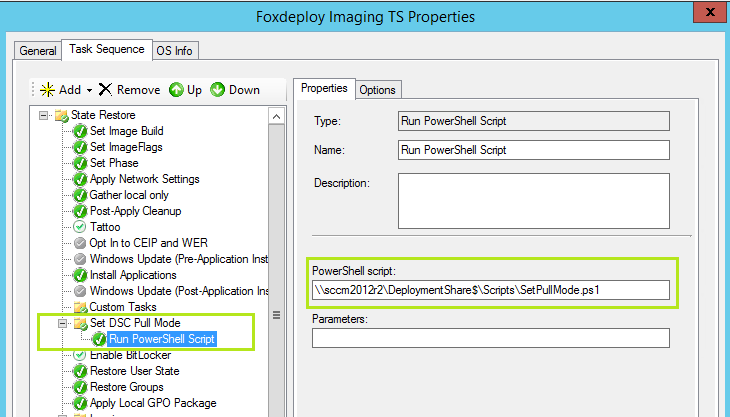 Foxdeploy Imaging TS Properties
x
General Task Sequence OS Info
Add Remove Up Down
State Restore
Set Image Build
Set ImageFlags
Set Phase
Apply Network Settings
Gather local only
Post-Apply Cleanup
Tattoo
Opt In to CEIP and WER
Windows Update (Pre-Application Inst
Install Applications
Windows Update (Post-Application Inst
Custom Tasks
Set DSC Pull Mode
Run PowerShell Script
Enable BitLocker
Restore User State
Restore Groups
Apply Local GPO Package
Properties Options
Type: Run PowerShell Script
Name: Run PowerShell Script
Description:
PowerShell script:
\\sccm2012r2\DeploymentShare$\Scripts\SetPullMode.ps1
Parameters: